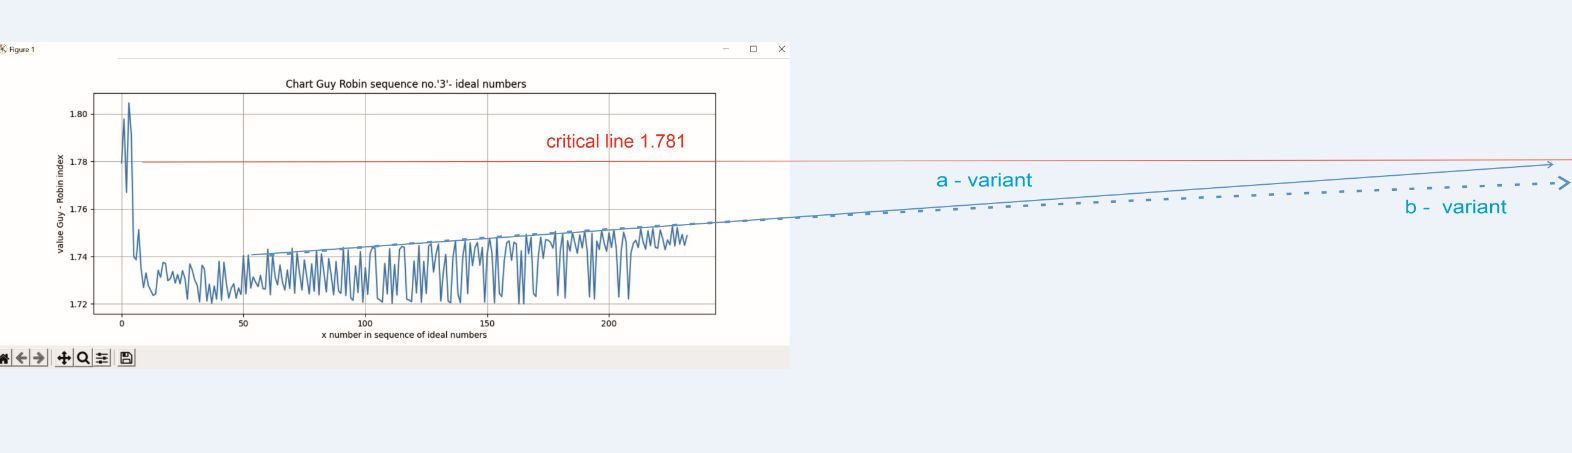 Figure 1
Chart Guy Robin sequence no.'3'- ideal numbers
critical line 1.781
a - variant
b - variant
value Guy - Robin index
1.80
1.78
1.76
1.74
1.72
0 50 100 150 200
x number in sequence of ideal numbers